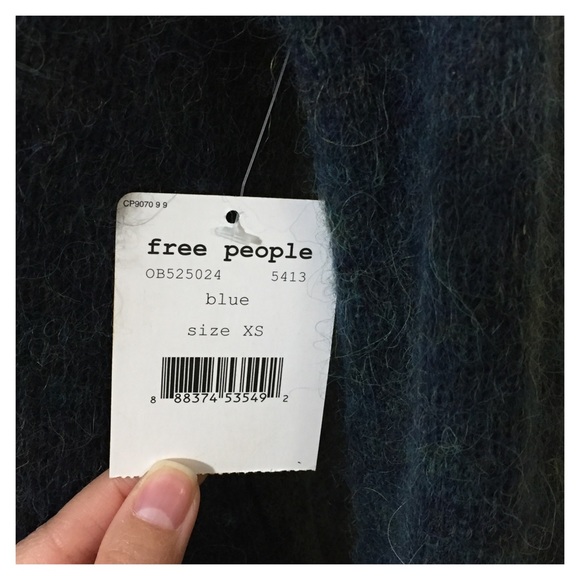 CP9070 9 9
free people
OB525024 5413
blue
size XS
8 88374 53549 2